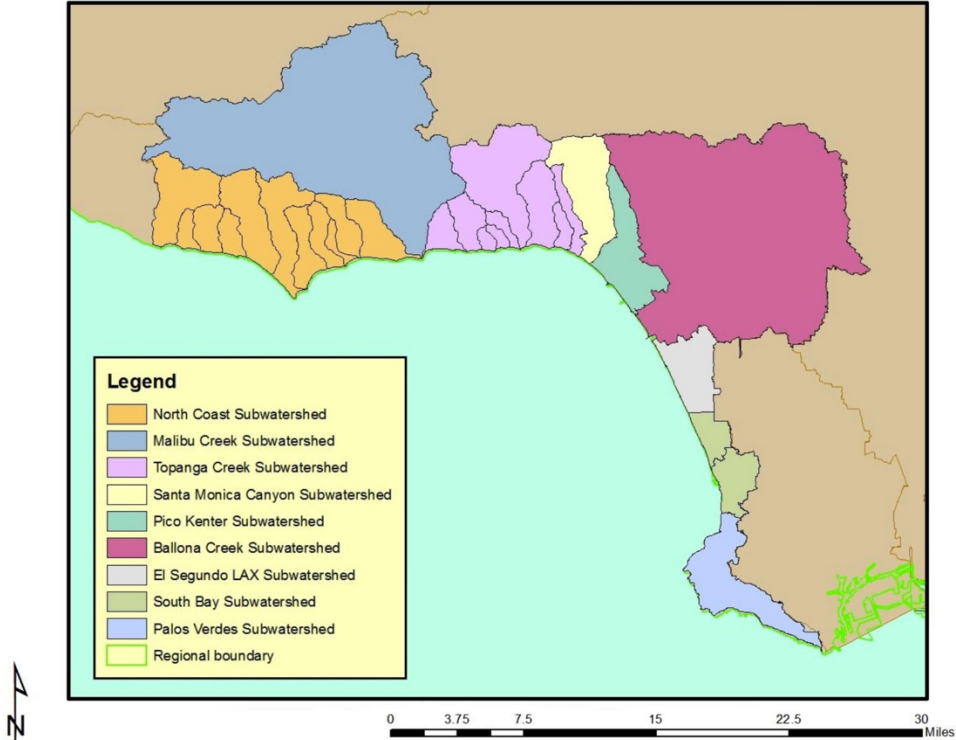 Legend
North Coast Subwatershed
Malibu Creek Subwatershed
Topanga Creek Subwatershed
Santa Monica Canyon Subwatershed
Pico Kenter Subwatershed
Ballona Creek Subwatershed
El Segundo LAX Subwatershed
South Bay Subwatershed
Palos Verdes Subwatershed
Regional boundary
N
0 3.75 7.5 15 22.5 30
Miles